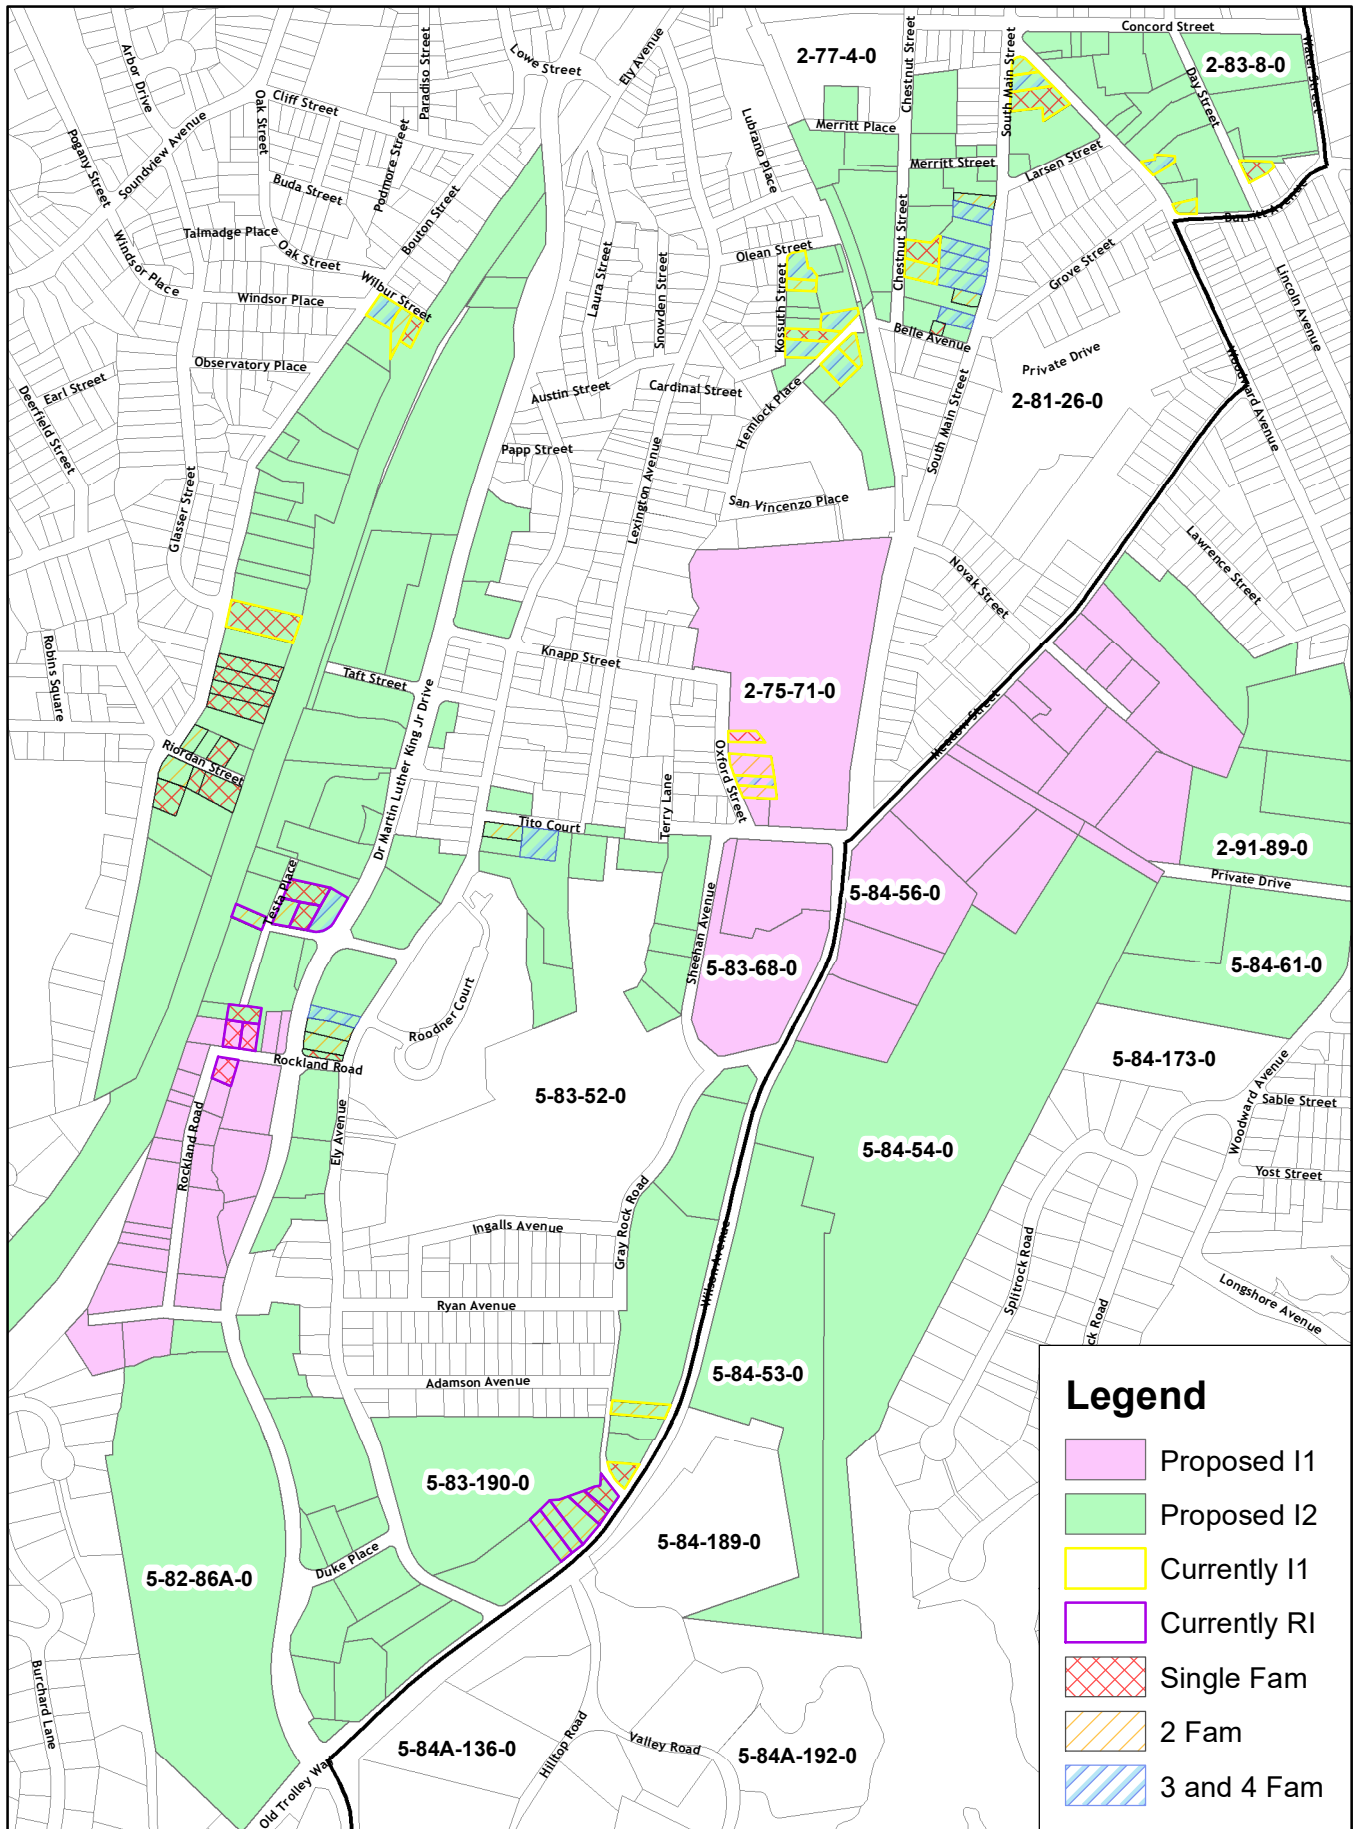 Concord Street
2-77-4-0
2-83-8-0
Water Street
Day Street
South Main Street
Chestnut Street
Ely Avenue
Lowe Street
Paradiso Street
Arbor Drive
Cliff Street
Oak Street
Soundview Avenue
Pogany Street
Podmore Street
Lubrano Place
Merritt Place
Merritt Street
Larsen Street
Buda Street
Bouton Street
Talmadge Place
Oak Street
Windsor Place
Wilbur Street
Windsor Place
Laura Street
Snowden Street
Olean Street
Kossuth Street
Chestnut Street
Grove Street
Burritt Avenue
Lincoln Avenue
Belle Avenue
Private Drive
Woodward Avenue
2-81-26-0
Observatory Place
Earl Street
Deerfield Street
Austin Street
Cardinal Street
Hemlock Place
South Main Street
Papp Street
Lexington Avenue
San Vincenzo Place
Glasser Street
Novak Street
Lawrence Street
Robins Square
Knapp Street
Taft Street
2-75-71-0
Meadow Street
Dr Martin Luther King Jr Drive
Riordan Street
Oxford Street
Terry Lane
Tito Court
2-91-89-0
Private Drive
Testa Place
5-84-56-0
Sheehan Avenue
5-83-68-0
5-84-61-0
Roodner Court
Rockland Road
5-83-52-0
5-84-173-0
Woodward Avenue
Sable Street
Rockland Road
Ely Avenue
5-84-54-0
Yost Street
Gray Rock Road
Ingalls Avenue
Wilson Avenue
Splitrock Road
Longshore Avenue
Ryan Avenue
ck Road
5-84-53-0
Adamson Avenue
5-83-190-0
5-84-189-0
Duke Place
5-82-86A-0
Burchard Lane
Hilltop Road
Valley Road
5-84A-136-0
5-84A-192-0
Old Trolley Way
Legend
Proposed I1
Proposed I2
Currently I1
Currently RI
Single Fam
2 Fam
3 and 4 Fam